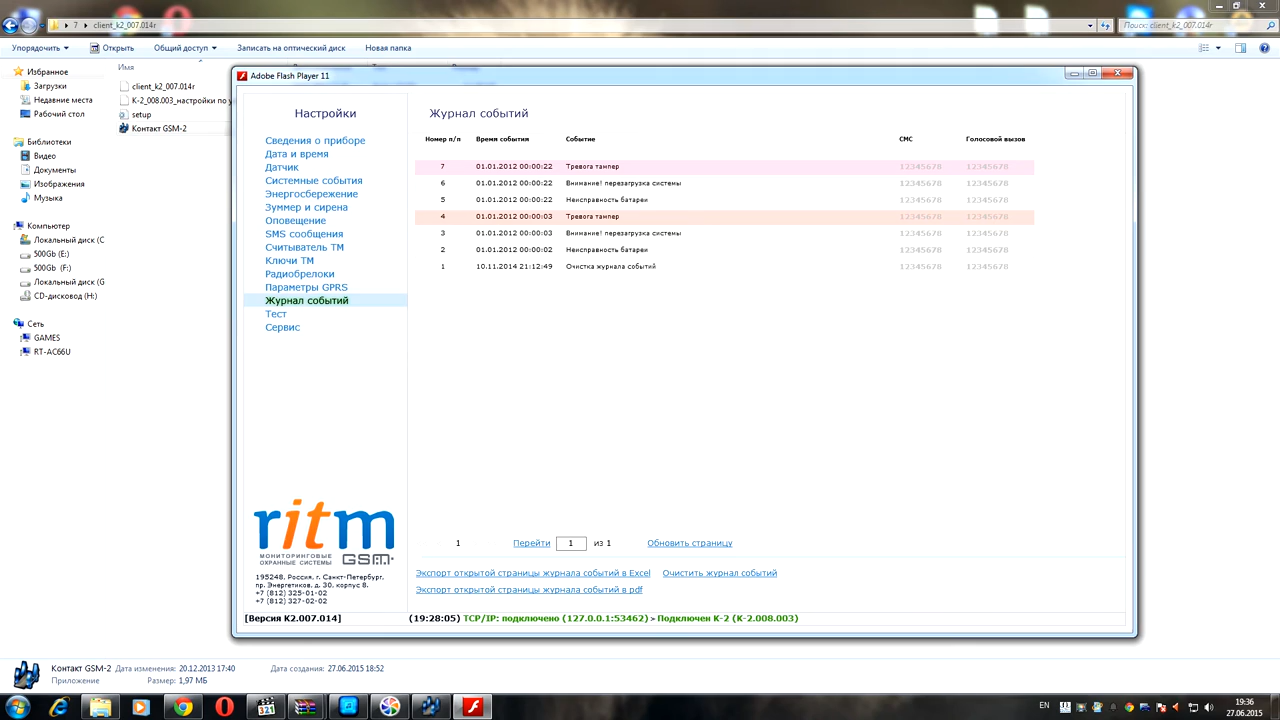 7 client_k2_007.014r
Поиск: client_k2_007.014r
Упорядочить Открыть Общий доступ Записать на оптический диск Новая папка
Имя
Избранное
Загрузки
Недавние места
Рабочий стол
Библиотеки
Видео
Документы
Изображения
Музыка
Компьютер
Локальный диск (C
500Gb (E:)
500Gb (F:)
Локальный диск (G
CD-дисковод (H:)
Сеть
GAMES
RT-AC66U
client_k2_007.014r
K-2_008.003_настройки по у
setup
Контакт GSM-2
Adobe Flash Player 11
Настройки
Сведения о приборе
Дата и время
Датчик
Системные события
Энергосбережение
Зуммер и сирена
Оповещение
SMS сообщения
Считыватель ТМ
Ключи ТМ
Радиобрелоки
Параметры GPRS
Журнал событий
Тест
Сервис
ritm
МОНИТОРИНГОВЫЕ
ОХРАННЫЕ СИСТЕМЫ GSM
195248. Россия, г. Санкт-Петербург,
пр. Энергетиков, д. 30, корпус 8.
+7 (812) 325-01-02
+7 (812) 327-02-02
Журнал событий
Номер п/п Время события Событие СМС Голосовой вызов
7 01.01.2012 00:00:22 Тревога тампер 12345678 12345678
6 01.01.2012 00:00:22 Внимание! перезагрузка системы 12345678 12345678
5 01.01.2012 00:00:22 Неисправность батареи 12345678 12345678
4 01.01.2012 00:00:03 Тревога тампер 12345678 12345678
3 01.01.2012 00:00:03 Внимание! перезагрузка системы 12345678 12345678
2 01.01.2012 00:00:02 Неисправность батареи 12345678 12345678
1 10.11.2014 21:12:49 Очистка журнала событий 12345678 12345678
1 Перейти 1 из 1 Обновить страницу
Экспорт открытой страницы журнала событий в Excel Очистить журнал событий
Экспорт открытой страницы журнала событий в pdf
[Версия K2.007.014] (19:28:05) TCP/IP: подключено (127.0.0.1:53462) > Подключен К-2 (K-2.008.003)
Контакт GSM-2 Дата изменения: 20.12.2013 17:40 Дата создания: 27.06.2015 18:52
Приложение Размер: 1,97 МБ
321
EN
19:36
27.06.2015